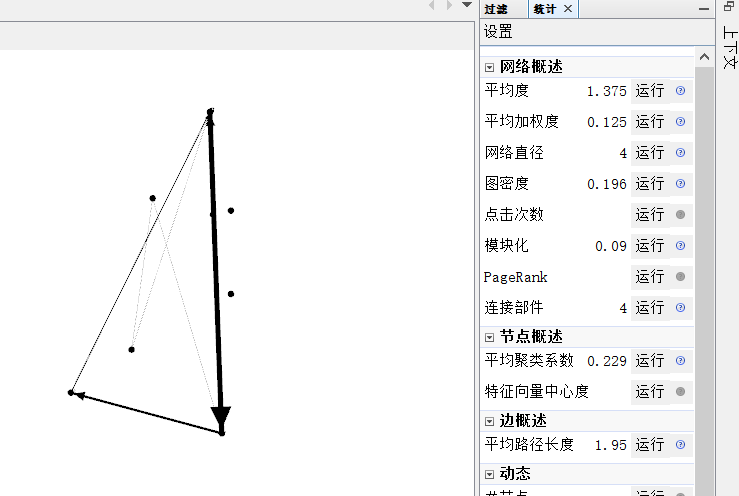 过滤 统计
设置
上下文
网络概述
平均度 1.375 运行
平均加权度 0.125 运行
网络直径 4 运行
图密度 0.196 运行
点击次数 运行
模块化 0.09 运行
PageRank 运行
连接部件 4 运行
节点概述
平均聚类系数 0.229 运行
特征向量中心度 运行
边概述
平均路径长度 1.95 运行
动态